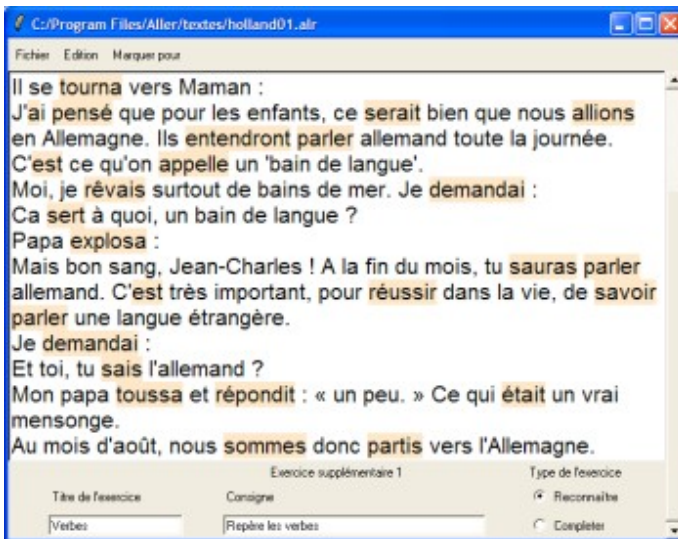 C:/Program Files/Aller/textes/holland01.alr
Fichier Edition Marquer pour
Il se tourna vers Maman :
J'ai pensé que pour les enfants, ce serait bien que nous allions
en Allemagne. Ils entendront parler allemand toute la journée.
C'est ce qu'on appelle un 'bain de langue'.
Moi, je rêvais surtout de bains de mer. Je demandai :
Ca sert à quoi, un bain de langue ?
Papa explosa :
Mais bon sang, Jean-Charles ! A la fin du mois, tu sauras parler
allemand. C'est très important, pour réussir dans la vie, de savoir
parler une langue étrangère.
Je demandai :
Et toi, tu sais l'allemand ?
Mon papa toussa et répondit : « un peu. » Ce qui était un vrai
mensonge.
Au mois d'août, nous sommes donc partis vers l'Allemagne.
Exercice supplémentaire 1 Type de l'exercice
Titre de l'exercice Consigne Reconnaître
Verbes Repère les verbes Completer